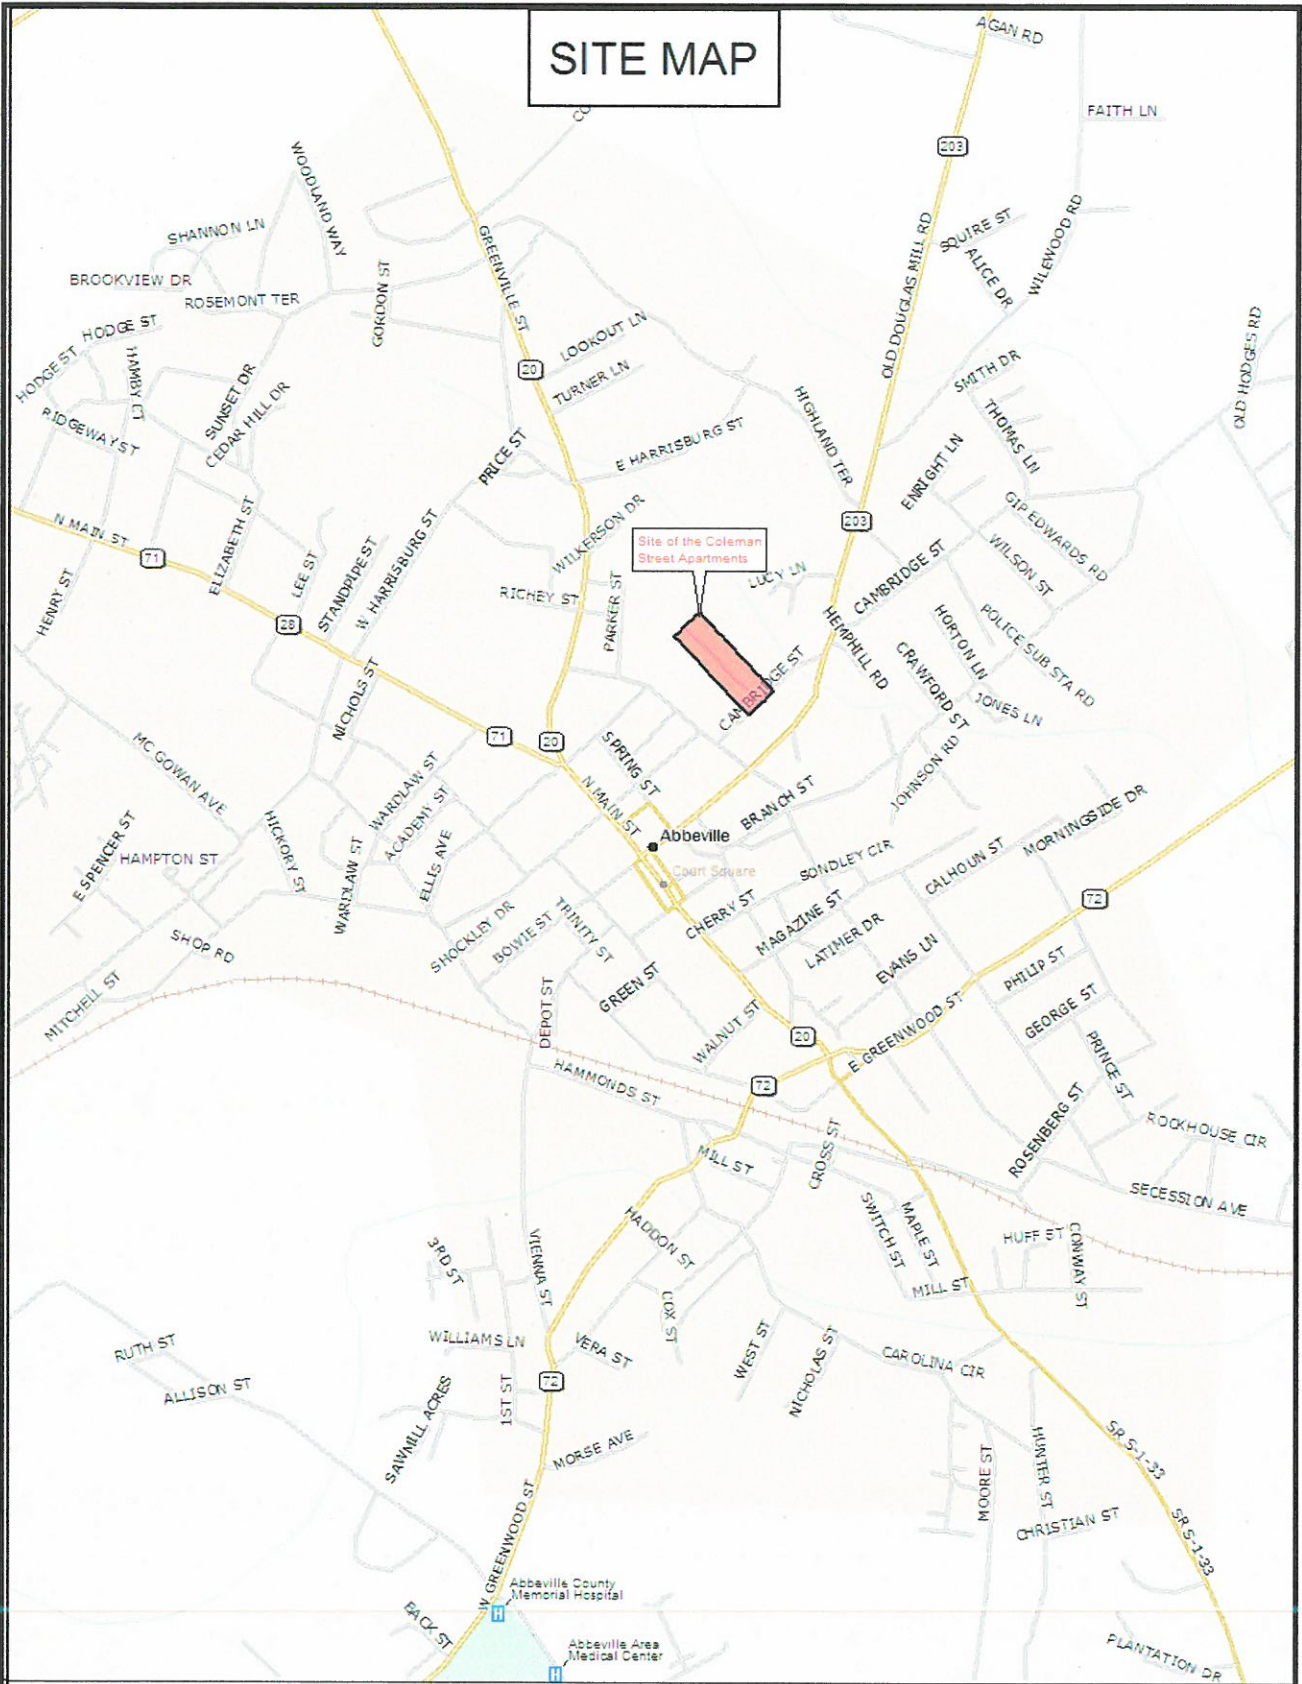 SITE MAP
AGAN RD
CO
FAITH LN
203
WOODLAND WAY
SHANNON LN
GREENVILLE ST
OLD DOUGLAS MILL RD
SQUIRE ST
ALICE DR
WILEWOOD RD
BROOKVIEW DR
ROSEMONT TER
GORDON ST
HODGE ST
HODGE ST
HAMBY CT
LOOKOUT LN
20
TURNER LN
SMITH DR
OLD HODGES RD
SUNSET DR
CEDAR HILL DR
RIDGEWAY ST
HIGHLAND TER
THOMAS LN
PRICE ST
E HARRISBURG ST
ENRIGHT LN
GIP EDWARDS RD
N MAIN ST
71
ELIZABETH ST
LEE ST
STANDPIPE ST
W HARRISBURG ST
WILKERSON DR
203
Site of the Coleman
Street Apartments
WILSON ST
LUCY LN
CAMBRIDGE ST
RICHEY ST
PARKER ST
HENRY ST
28
HEMPHILL RD
HORTON LN
POLICE SUB STA RD
CRAWFORD ST
NICHOLS ST
CAMBRIDGE ST
JONES LN
71
20
MC GOWAN AVE
SPRING ST
JOHNSON RD
WARDLAW ST
ACADEMY ST
N MAIN ST
BRANCH ST
MORNINGSIDE DR
E SPENCER ST
HAMPTON ST
HICKORY ST
WARDLAW ST
ELLIS AVE
Abbeville
Court Square
SONDLEY CIR
CALHOUN ST
72
CHERRY ST
MAGAZINE ST
LATIMER DR
SHOCKLEY DR
BOWIE ST
TRINITY ST
SHOP RD
EVANS LN
PHILIP ST
MITCHELL ST
DEPOT ST
GREEN ST
GEORGE ST
WALNUT ST
20
E GREENWOOD ST
PRINCE ST
HAMMONDS ST
72
ROSENBERG ST
ROCKHOUSE CIR
MILL ST
CROSS ST
SECESSION AVE
SWITCH ST
MAPLE ST
HADDON ST
HUFF ST
CONWAY ST
3RD ST
VIENNA ST
MILL ST
COX ST
WILLIAMS LN
VERA ST
WEST ST
NICHOLAS ST
CAROLINA CIR
RUTH ST
ALLISON ST
72
1ST ST
SAWMILL ACRES
MORSE AVE
MOORE ST
HUNTER ST
SR S-1-33
CHRISTIAN ST
SR S-1-33
W GREENWOOD ST
Abbeville County
Memorial Hospital
H
BACK ST
Abbeville Area
Medical Center
H
PLANTATION DR